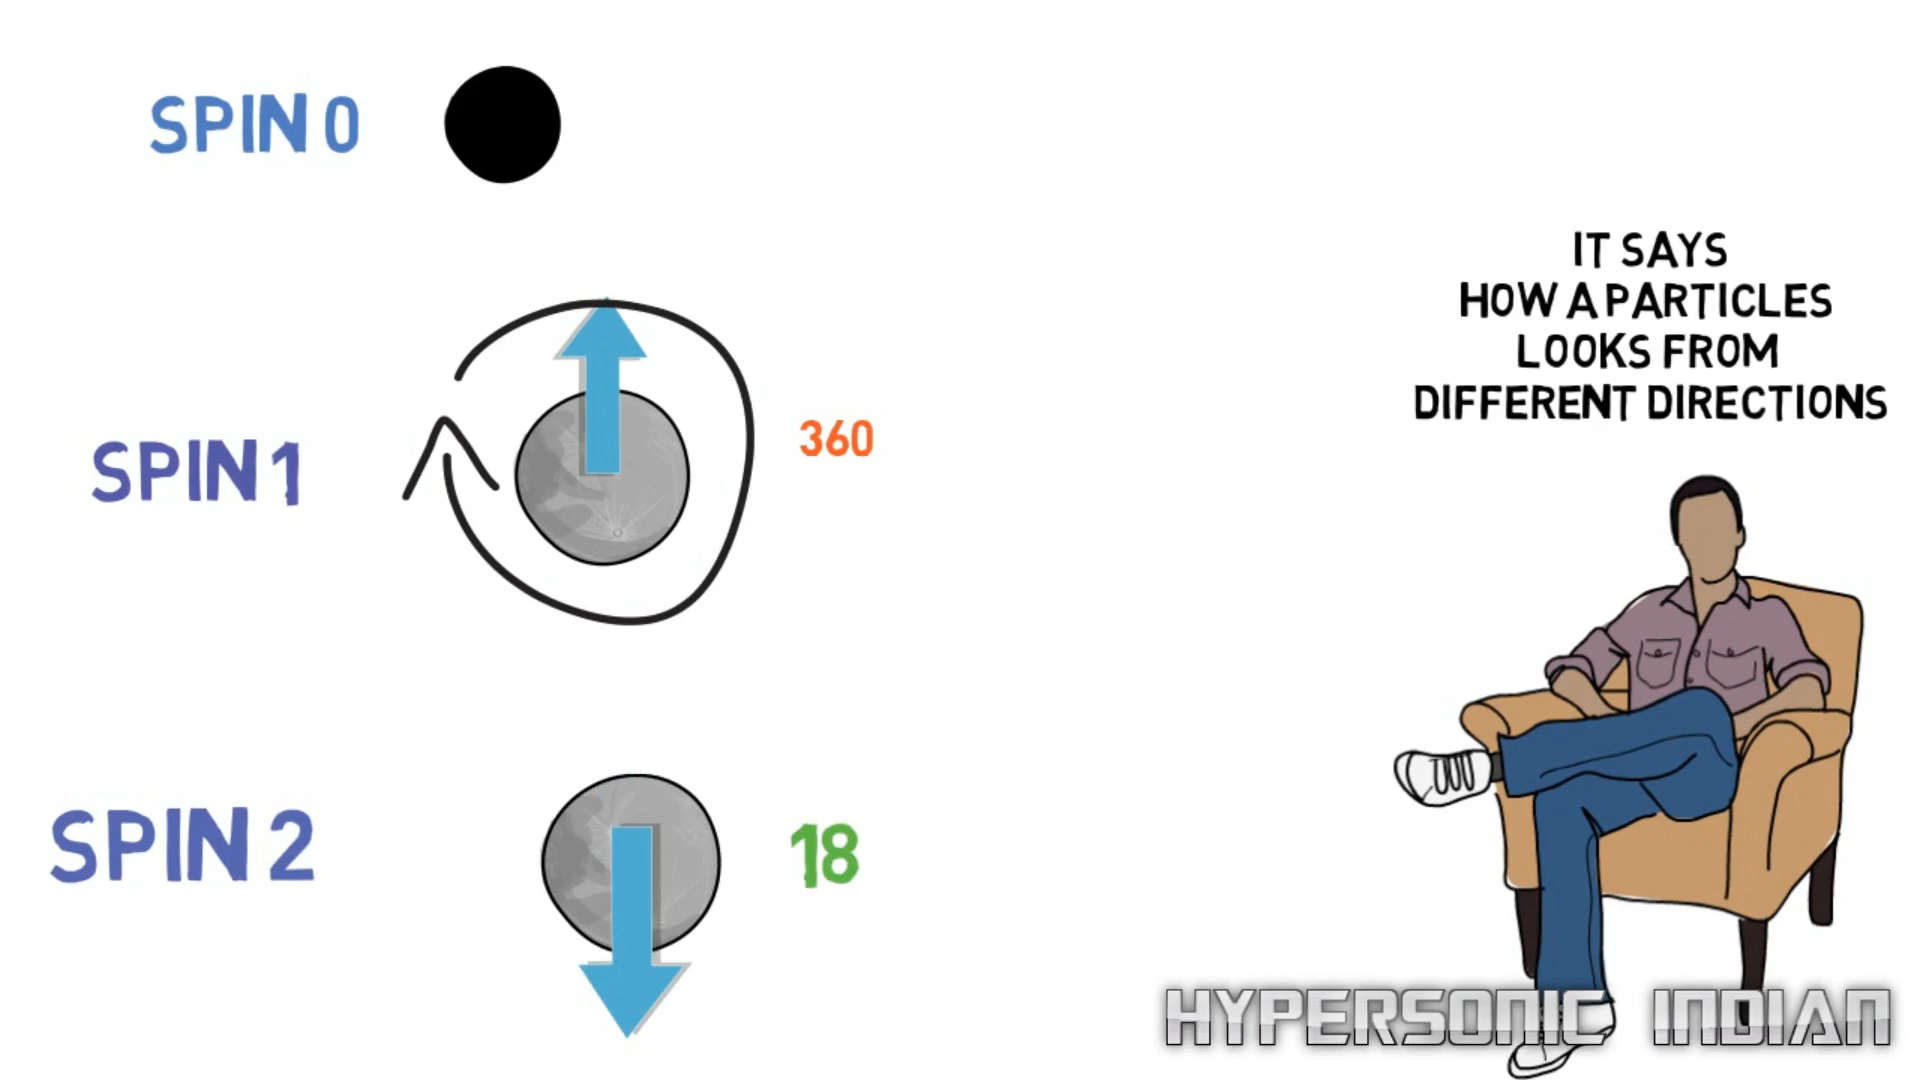 SPIN 0
IT SAYS
HOW A PARTICLES
LOOKS FROM
DIFFERENT DIRECTIONS
SPIN 1
360
SPIN 2
18
HYPERSONIC INDIAN